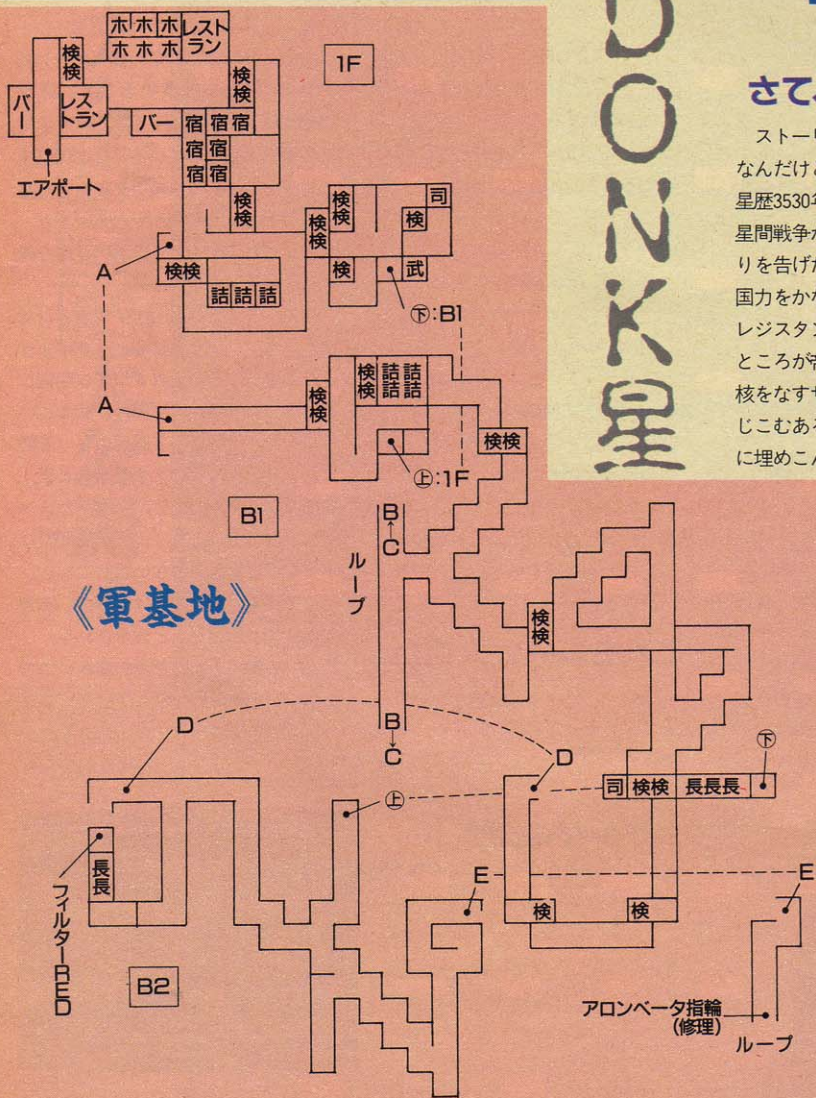 ホ ホ ホ レスト
ホ ホ ホ ラン
1F
検
検
バー
レス
トラン
バー
検
検
宿 宿 宿
宿 宿
宿 宿
エアポート
検
検
検
検
検
検
司
検
A
検検
検
武
詰 詰 詰
㊦:B1
A
検
検
検 詰 詰
検 詰 詰
検検
㊤:1F
B1
B
C
ループ
《軍基地》
検
検
B
C
D
D
㊤
司 検検 長長長
㊦
長
長
フィルターRED
E
E
検
検
B2
アロンベータ指輪
(修理)
ループ
DONK星
さて、
ストーリ
なんだけと
星歴3530年
星間戦争か
りを告げた
国力をかな
レジスタン
ところが帝
核をなすサ
じこむある
に埋めこん